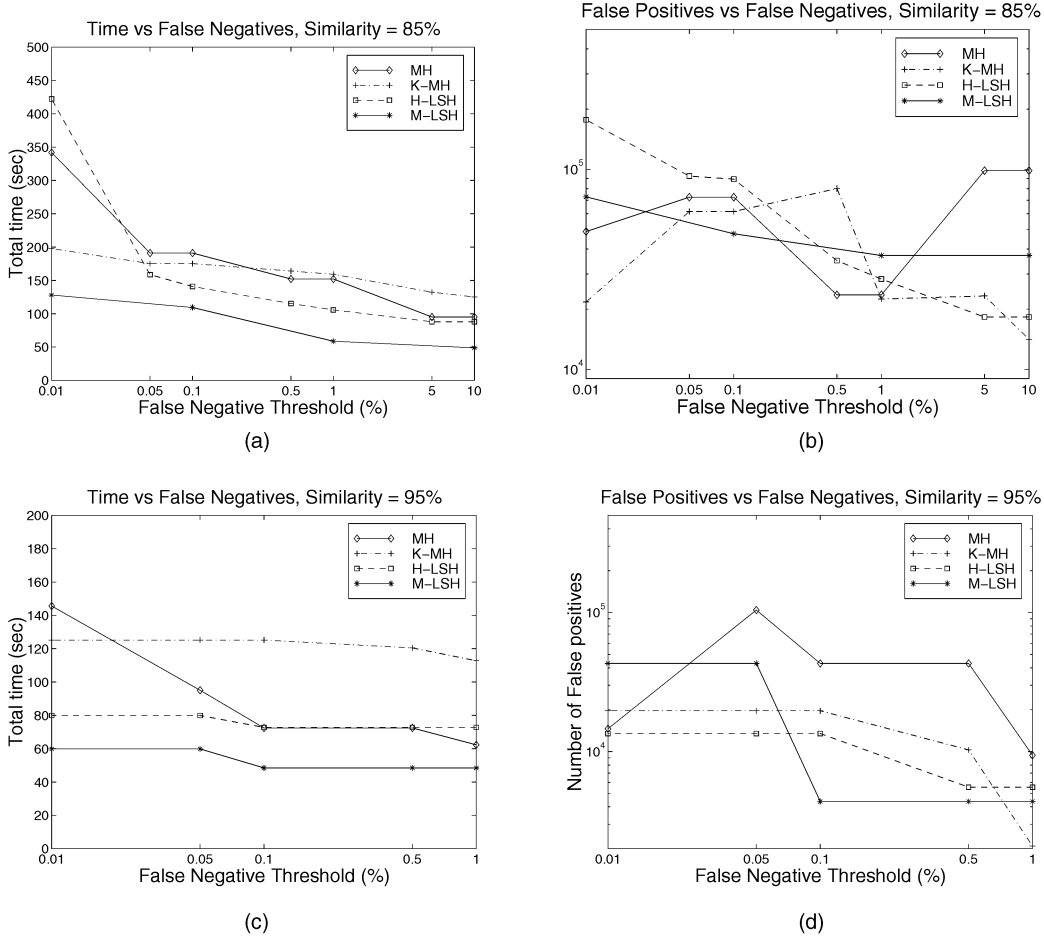 Time vs False Negatives, Similarity = 85%
500
450
400
350
300
250
200
150
100
50
0
Total time (sec)
MH
K−MH
H−LSH
M−LSH
0.01 0.05 0.1 0.5 1 5 10
False Negative Threshold (%)
(a)
False Positives vs False Negatives, Similarity = 85%
10^5
10^4
MH
K−MH
H−LSH
M−LSH
0.01 0.05 0.1 0.5 1 5 10
False Negative Threshold (%)
(b)
Time vs False Negatives, Similarity = 95%
200
180
160
140
120
100
80
60
40
20
0
Total time (sec)
MH
K−MH
H−LSH
M−LSH
0.01 0.05 0.1 0.5 1
False Negative Threshold (%)
(c)
False Positives vs False Negatives, Similarity = 95%
10^5
10^4
Number of False positives
MH
K−MH
H−LSH
M−LSH
0.01 0.05 0.1 0.5 1
False Negative Threshold (%)
(d)